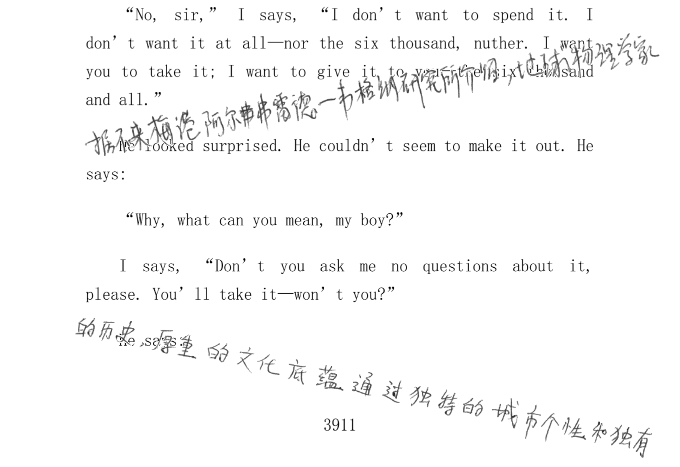 “No, sir,” I says, “I don’t want to spend it. I
don’t want it at all—nor the six thousand, nuther. I want
you to take it; I want to give it to you—the six thousand
and all.”
据不来梅港阿尔弗雷德—韦格纳研究所介绍,地球物理学家
He looked surprised. He couldn’t seem to make it out. He
says:
“Why, what can you mean, my boy?”
I says, “Don’t you ask me no questions about it,
please. You’ll take it—won’t you?”
的历史、厚重的文化底蕴通过独特的城市个性和独有
He says:
3911